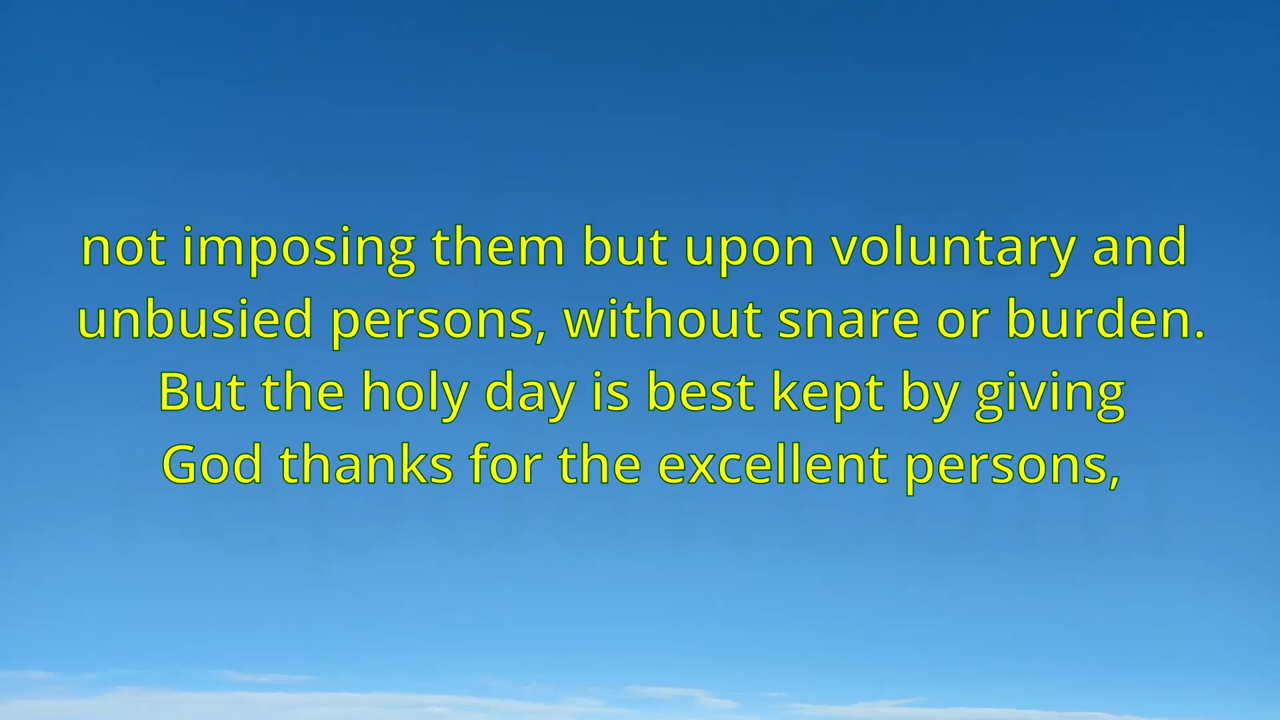 not imposing them but upon voluntary and
unbusied persons, without snare or burden.
But the holy day is best kept by giving
God thanks for the excellent persons,